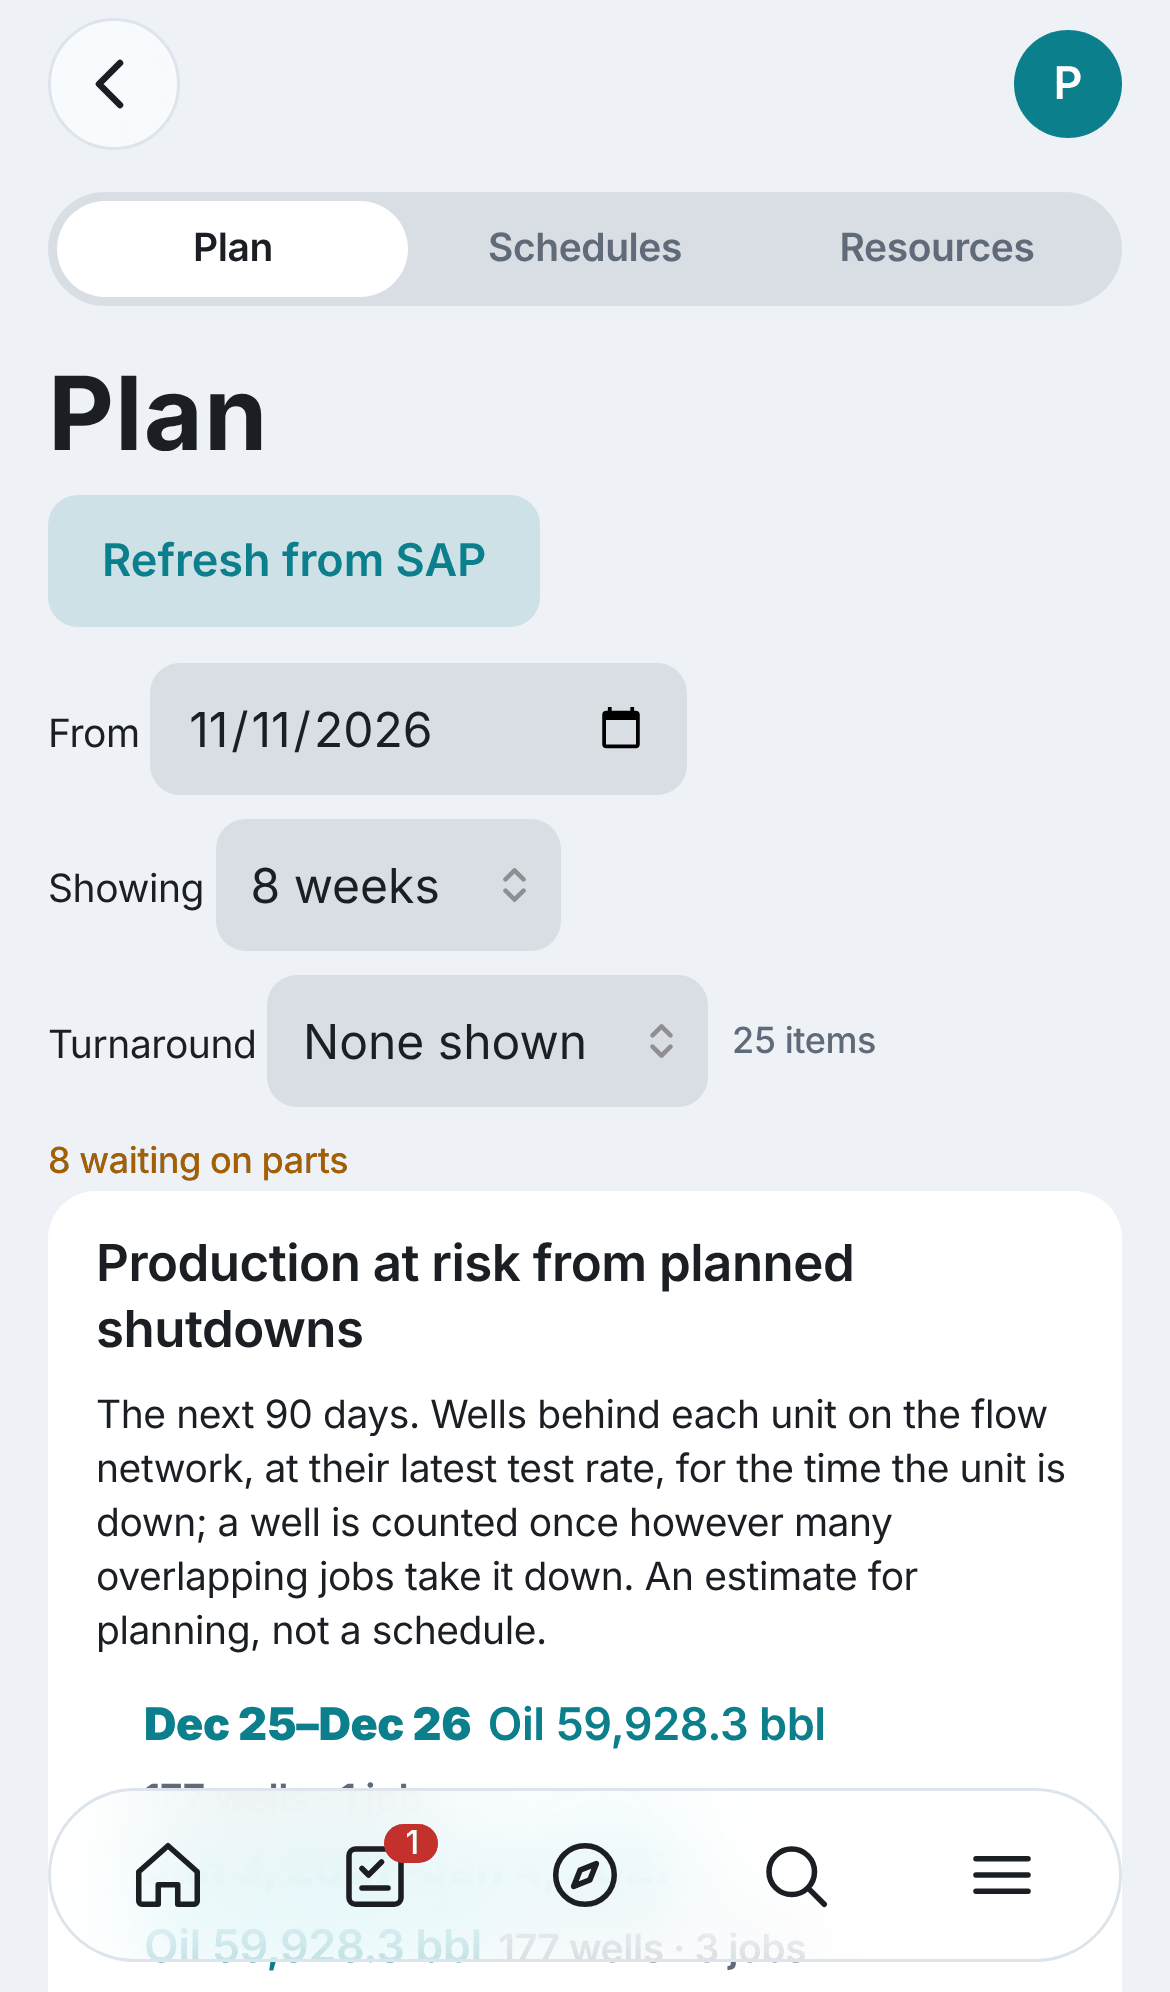 P
Plan
Schedules
Resources
Plan
Refresh from SAP
From 11/11/2026
Showing 8 weeks
Turnaround None shown 25 items
8 waiting on parts
Production at risk from planned
shutdowns
The next 90 days. Wells behind each unit on the flow
network, at their latest test rate, for the time the unit is
down; a well is counted once however many
overlapping jobs take it down. An estimate for
planning, not a schedule.
Dec 25–Dec 26 Oil 59,928.3 bbl
177 wells · 1 job
1
Oil 59,928.3 bbl 177 wells · 3 jobs